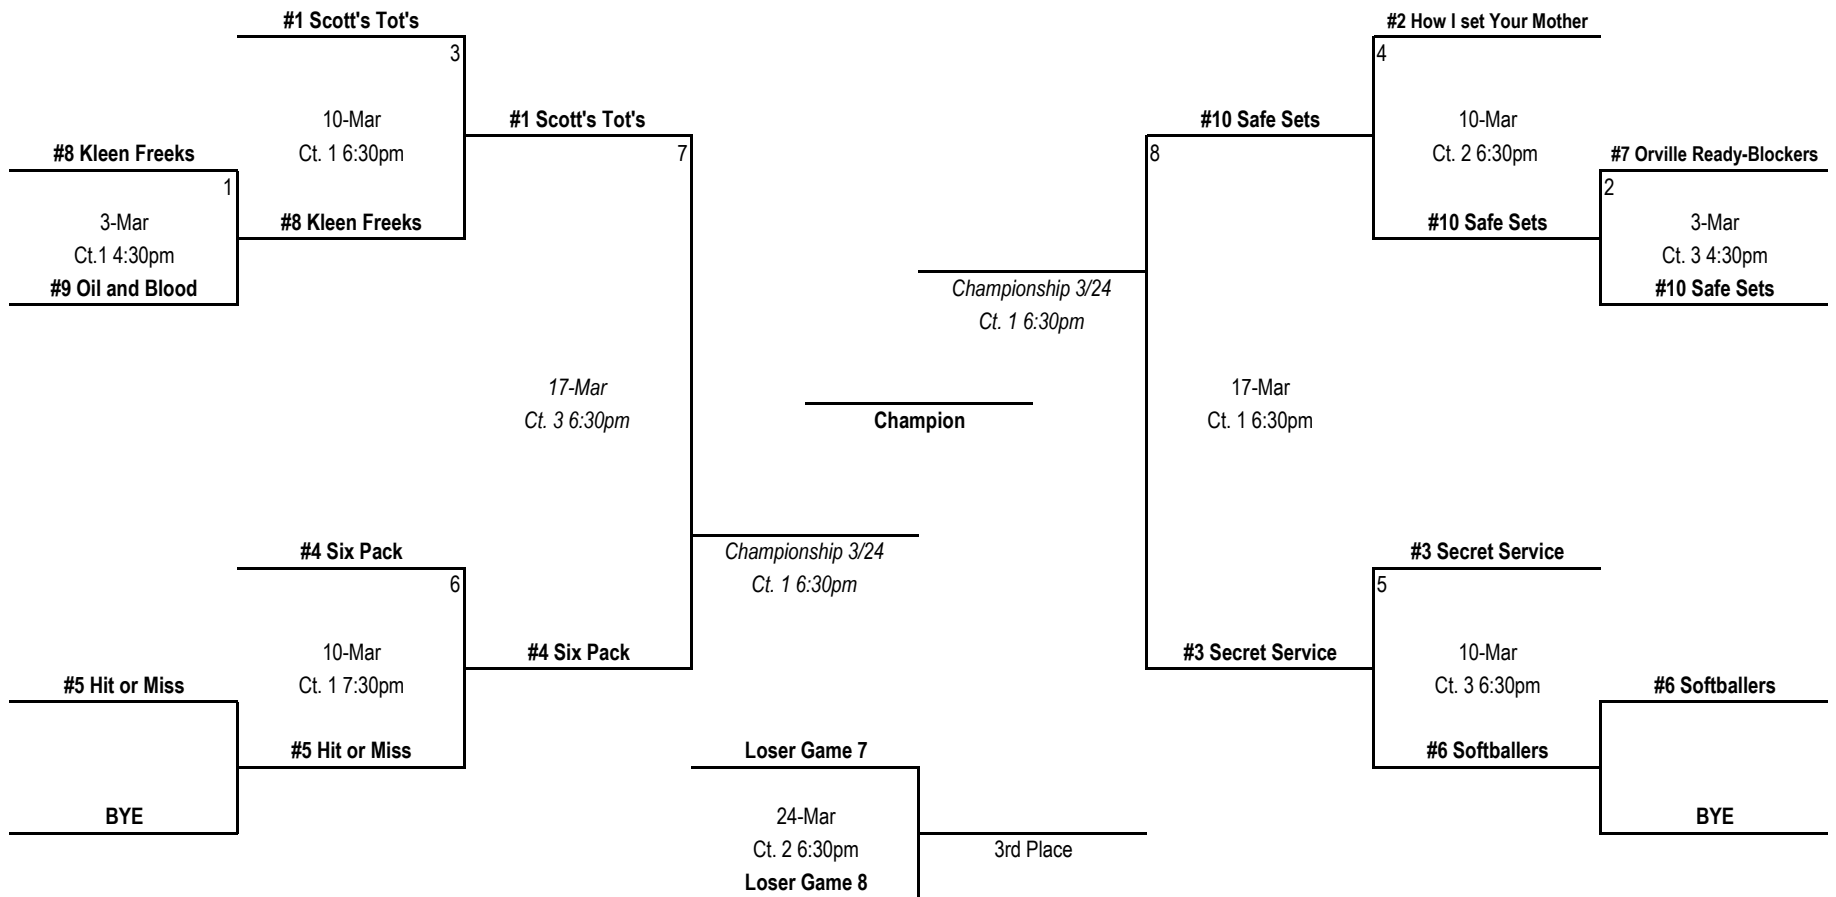 #1 Scott's Tot's
#2 How I set Your Mother
3
4
10-Mar
#1 Scott's Tot's
#10 Safe Sets
10-Mar
#8 Kleen Freeks
Ct. 1 6:30pm
7
8
Ct. 2 6:30pm
#7 Orville Ready-Blockers
1
2
3-Mar
#8 Kleen Freeks
#10 Safe Sets
3-Mar
Ct.1 4:30pm
Ct. 3 4:30pm
#9 Oil and Blood
Championship 3/24
#10 Safe Sets
Ct. 1 6:30pm
17-Mar
17-Mar
Ct. 3 6:30pm
Champion
Ct. 1 6:30pm
#4 Six Pack
Championship 3/24
#3 Secret Service
6
Ct. 1 6:30pm
5
10-Mar
#4 Six Pack
#3 Secret Service
10-Mar
#5 Hit or Miss
Ct. 1 7:30pm
Ct. 3 6:30pm
#6 Softballers
#5 Hit or Miss
Loser Game 7
#6 Softballers
BYE
24-Mar
BYE
Ct. 2 6:30pm
3rd Place
Loser Game 8